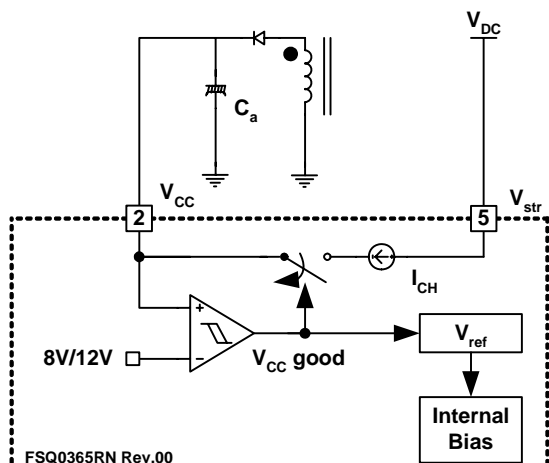 V_DC
C_a
V_CC
V_str
2
5
I_CH
+
8V/12V
−
V_CC good
V_ref
Internal
Bias
FSQ0365RN Rev.00